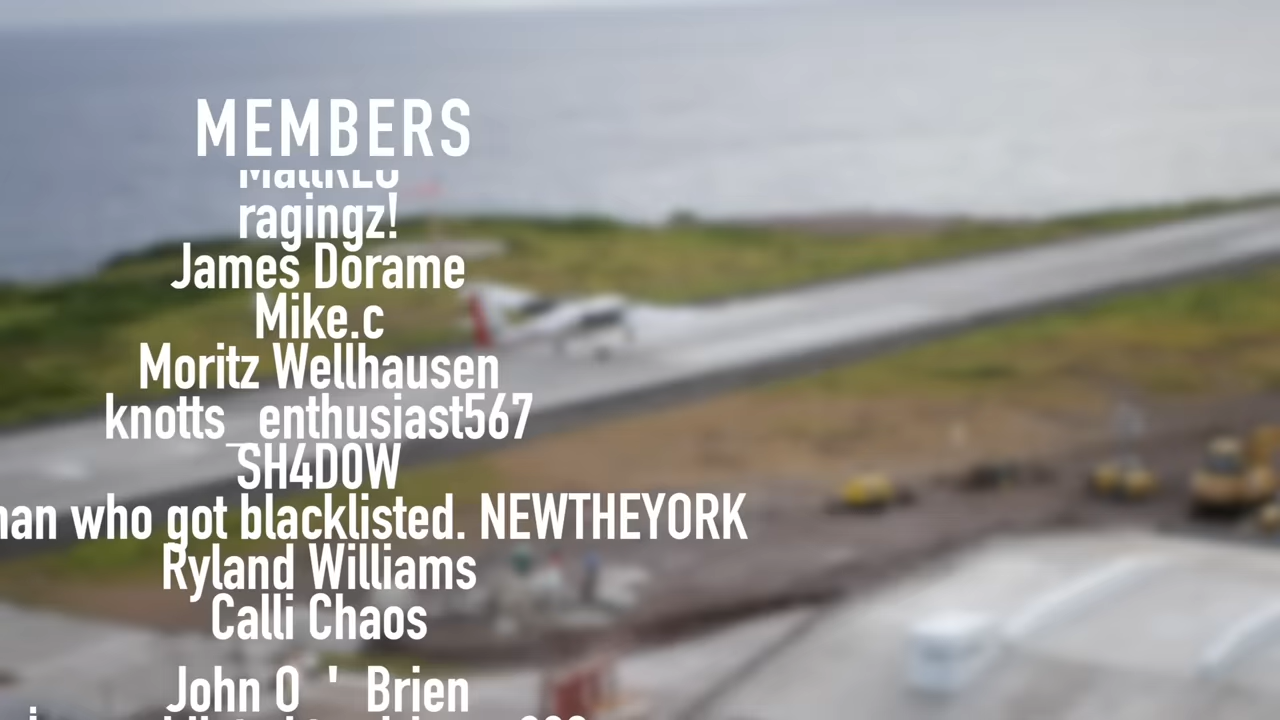 MEMBERS
ragingz!
James Dorame
Mike.c
Moritz Wellhausen
knotts_enthusiast567
SH4D0W
who got blacklisted. NEWTHEYORK
Ryland Williams
Calli Chaos
John O ' Brien